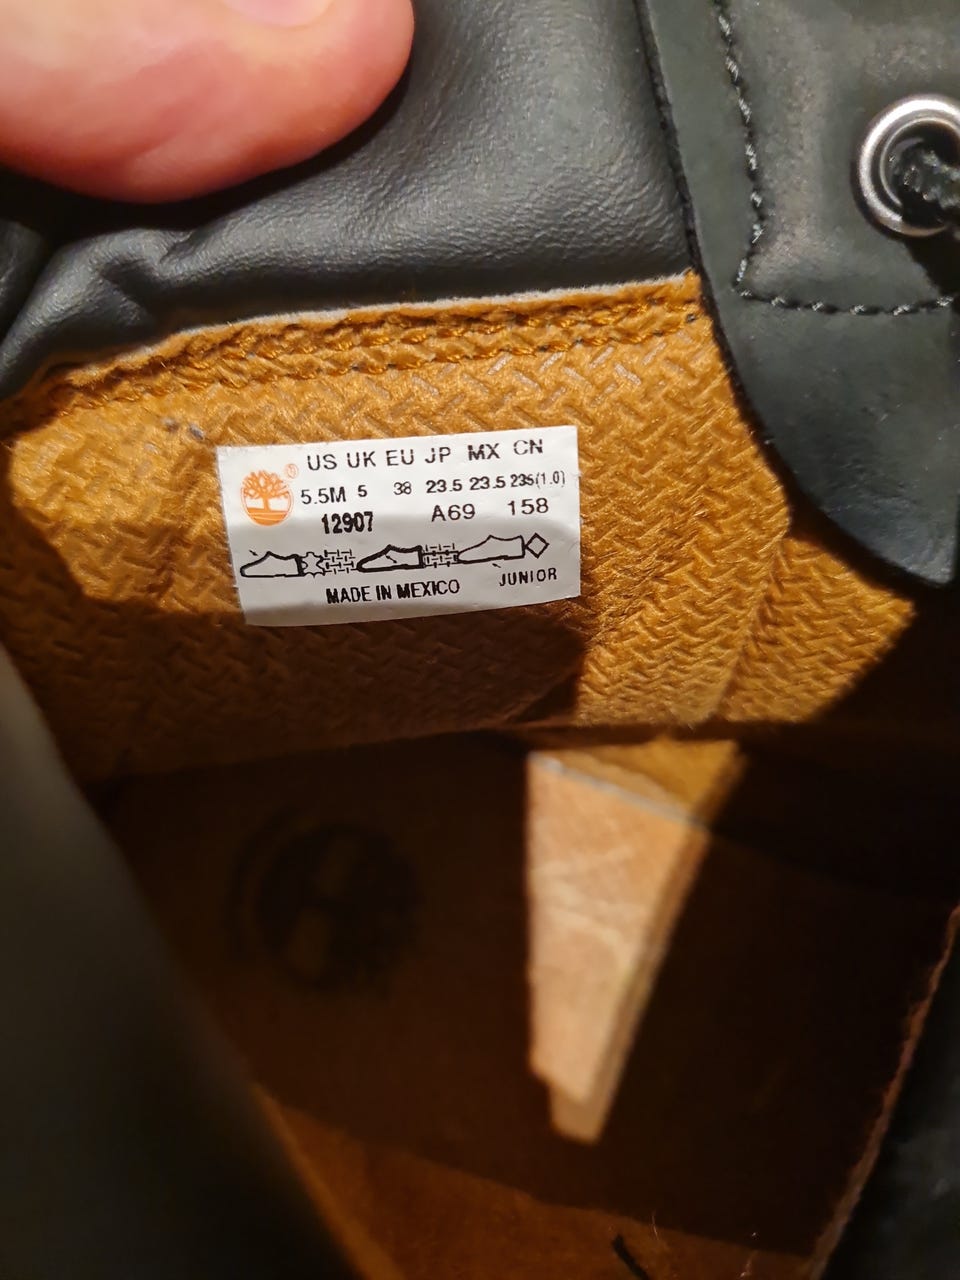 US UK EU JP MX CN
5.5M 5 38 23.5 23.5 235(1.0)
12907 A69 158
MADE IN MEXICO JUNIOR